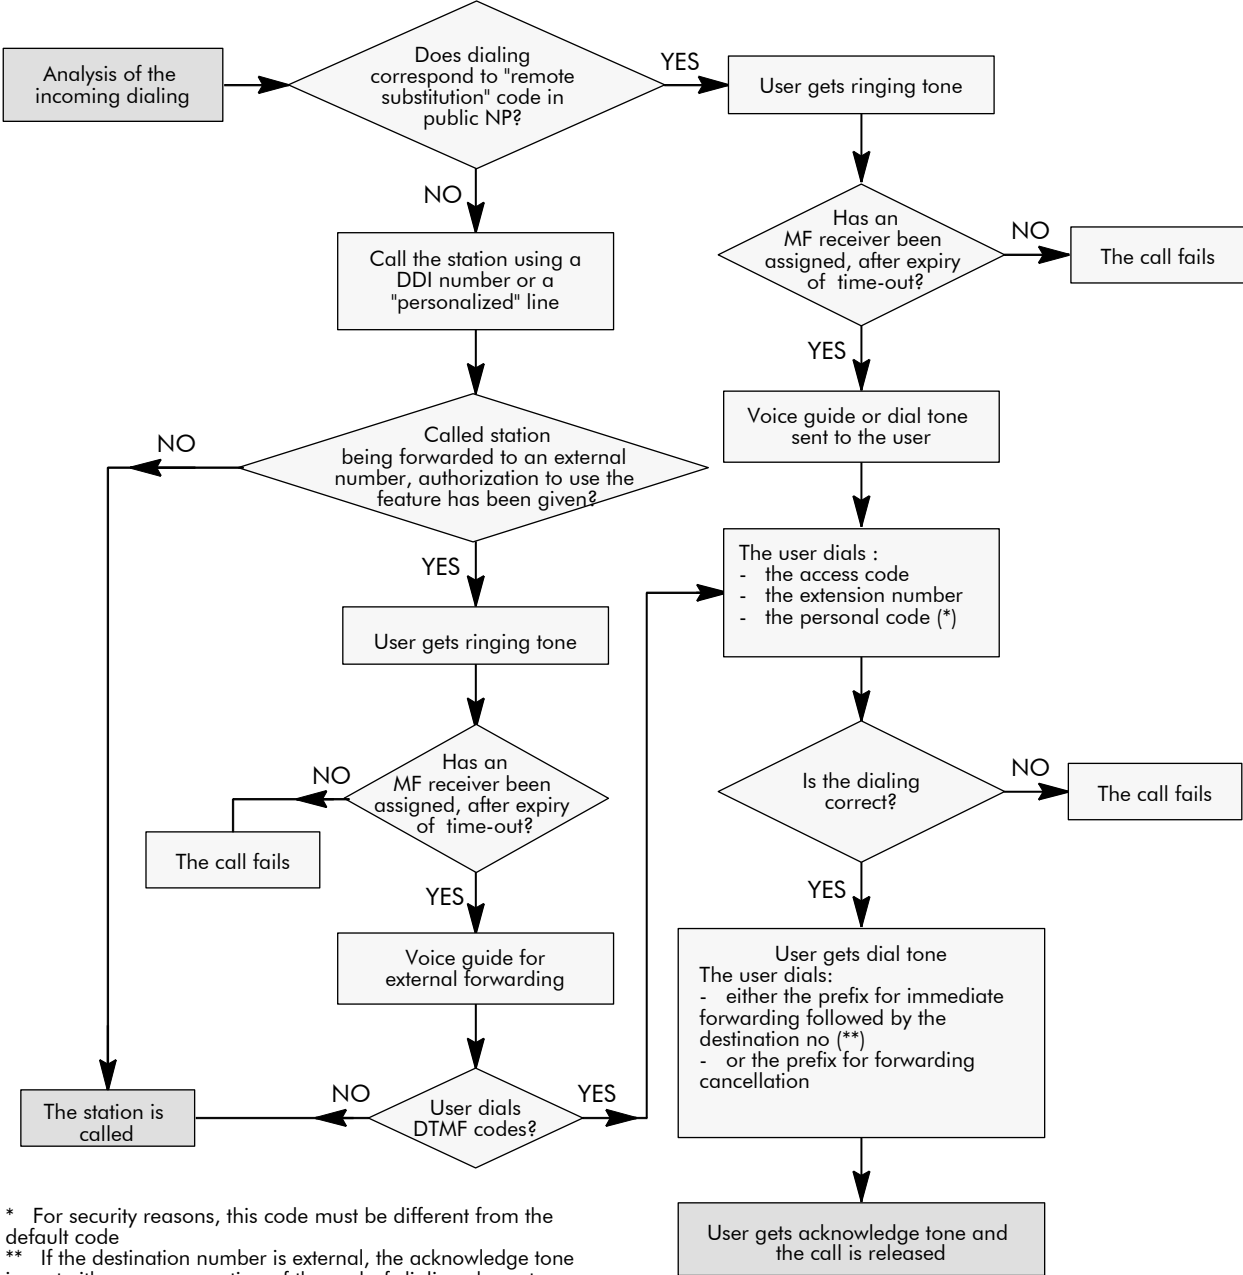 Analysis of the
incoming dialing
Does dialing
correspond to "remote
substitution" code in
public NP?
YES
User gets ringing tone
NO
Call the station using a
DDI number or a
"personalized" line
Has an
MF receiver been
assigned, after expiry
of time-out?
NO
The call fails
YES
Voice guide or dial tone
sent to the user
NO
Called station
being forwarded to an external
number, authorization to use the
feature has been given?
YES
User gets ringing tone
The user dials :
- the access code
- the extension number
- the personal code (*)
NO
Has an
MF receiver been
assigned, after expiry
of time-out?
The call fails
Is the dialing
correct?
NO
The call fails
YES
YES
Voice guide for
external forwarding
User gets dial tone
The user dials:
- either the prefix for immediate
forwarding followed by the
destination no (**)
- or the prefix for forwarding
cancellation
NO
User dials
DTMF codes?
YES
The station is
called
User gets acknowledge tone and
the call is released
* For security reasons, this code must be different from the
default code
** If the destination number is external, the acknowledge tone